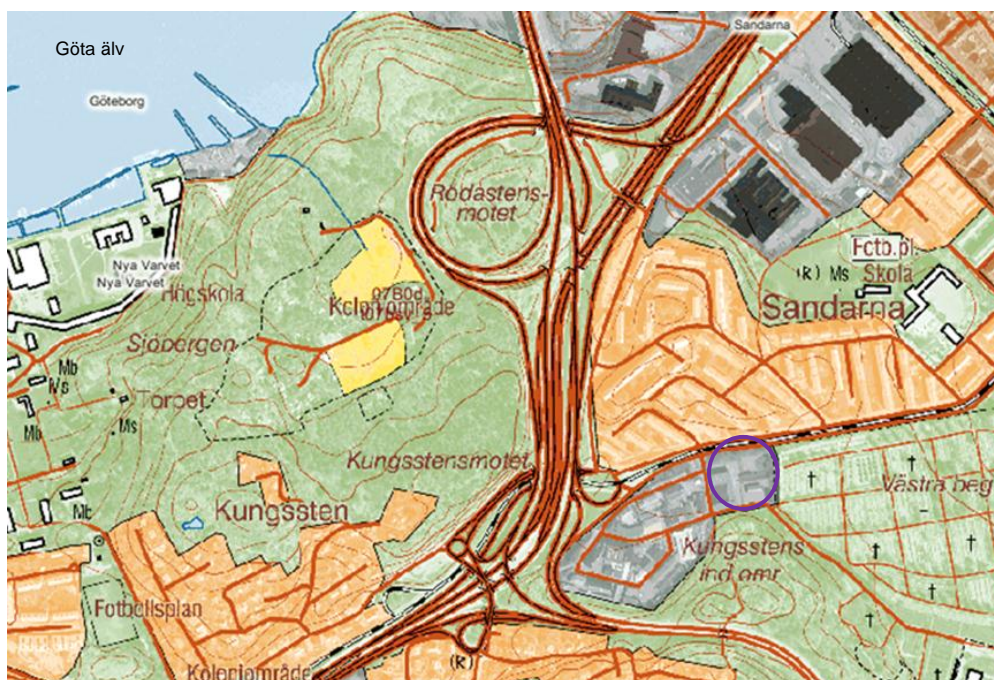 Göta älv
Sandarna
Göteborg
Rödastens-
motet
Fotb.pl.
(R) Ms Skola
Sandarna
Nya Varvet
Nya Varvet
Högskola
Koloniområde
Sjöbergen
Mb
Ms
Torpet
Mb
Ms
Kungsstensmotet
Västra beg
Mb
Kungssten
Kungsstens
ind omr
Fotbollsplan
Koloniområde
(R)